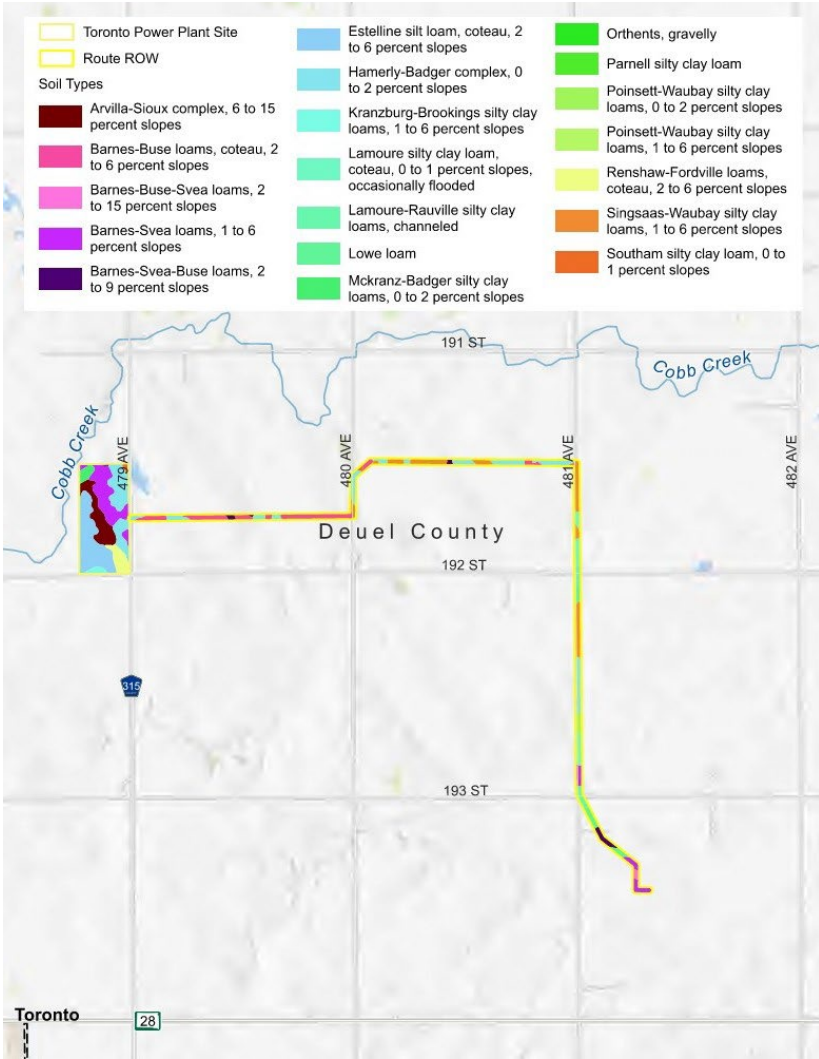 Toronto Power Plant Site
Route ROW
Soil Types
Arvilla-Sioux complex, 6 to 15
percent slopes
Barnes-Buse loams, coteau, 2
to 6 percent slopes
Barnes-Buse-Svea loams, 2
to 15 percent slopes
Barnes-Svea loams, 1 to 6
percent slopes
Barnes-Svea-Buse loams, 2
to 9 percent slopes
Estelline silt loam, coteau, 2
to 6 percent slopes
Hamerly-Badger complex, 0
to 2 percent slopes
Kranzburg-Brookings silty clay
loams, 1 to 6 percent slopes
Lamoure silty clay loam,
coteau, 0 to 1 percent slopes,
occasionally flooded
Lamoure-Rauville silty clay
loams, channeled
Lowe loam
Mckranz-Badger silty clay
loams, 0 to 2 percent slopes
Orthents, gravelly
Parnell silty clay loam
Poinsett-Waubay silty clay
loams, 0 to 2 percent slopes
Poinsett-Waubay silty clay
loams, 1 to 6 percent slopes
Renshaw-Fordville loams,
coteau, 2 to 6 percent slopes
Singsaas-Waubay silty clay
loams, 1 to 6 percent slopes
Southam silty clay loam, 0 to
1 percent slopes
191 ST
Cobb Creek
Cobb Creek
479 AVE
480 AVE
481 AVE
482 AVE
Deuel County
192 ST
315
193 ST
Toronto
28